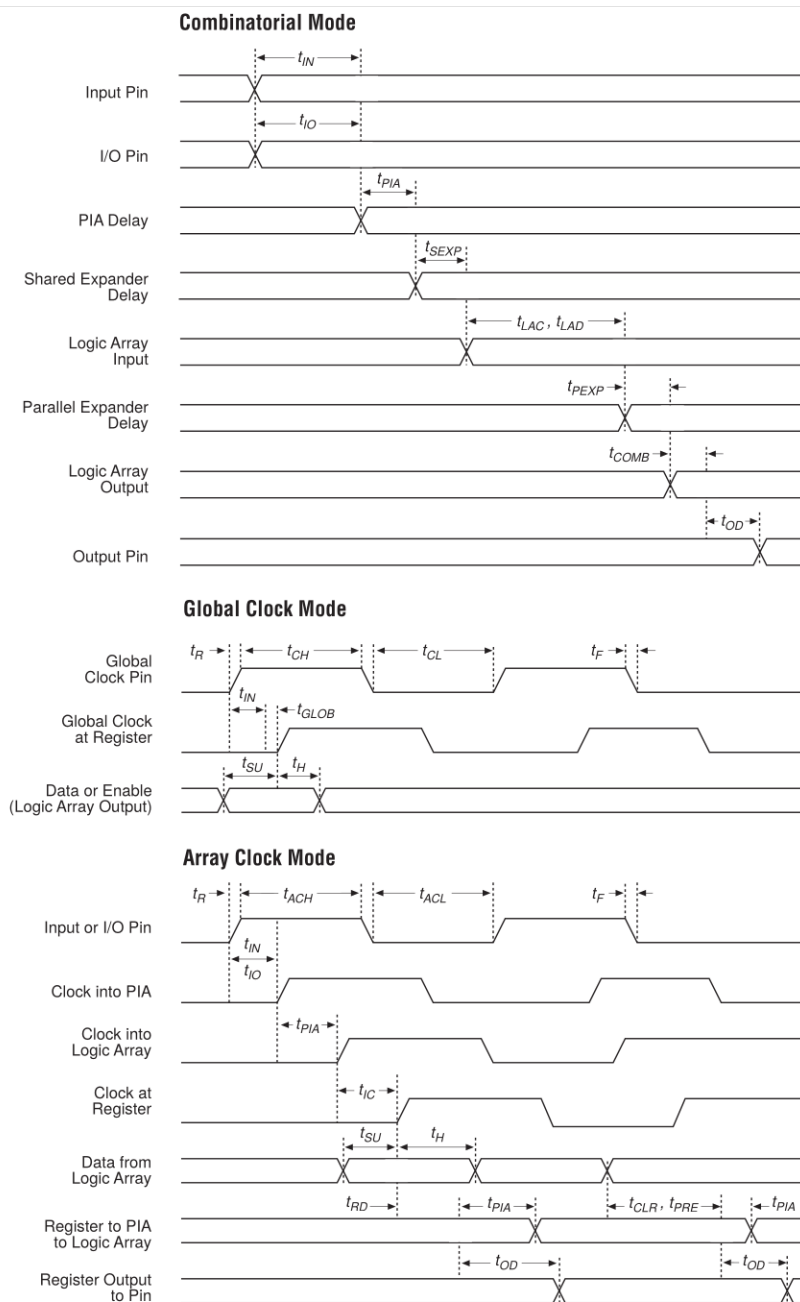 Combinatorial Mode
tIN
Input Pin
tIO
I/O Pin
tPIA
PIA Delay
tSEXP
Shared Expander
Delay
tLAC, tLAD
Logic Array
Input
tPEXP
Parallel Expander
Delay
tCOMB
Logic Array
Output
tOD
Output Pin
Global Clock Mode
tR tCH tCL tF
Global
Clock Pin
tIN
tGLOB
Global Clock
at Register
tSU tH
Data or Enable
(Logic Array Output)
Array Clock Mode
tR tACH tACL tF
Input or I/O Pin
tIN
tIO
Clock into PIA
tPIA
Clock into
Logic Array
tIC
Clock at
Register
tSU tH
Data from
Logic Array
tRD tPIA tCLR, tPRE tPIA
Register to PIA
to Logic Array
tOD tOD
Register Output
to Pin